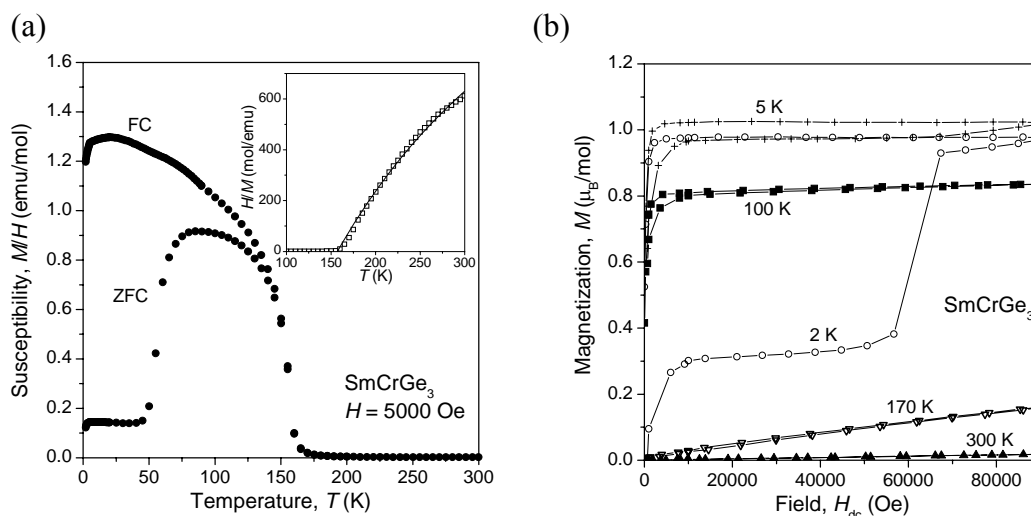 (a)
1.6
1.4
1.2
1.0
0.8
0.6
0.4
0.2
0.0
0 50 100 150 200 250 300
Susceptibility, M/H (emu/mol)
Temperature, T (K)
FC
ZFC
SmCrGe3
H = 5000 Oe
600
400
200
0
100 125 150 175 200 225 250 300
H/M (mol/emu)
T (K)
(b)
1.2
1.0
0.8
0.6
0.4
0.2
0.0
0 20000 40000 60000 80000
Magnetization, M (μB/mol)
Field, Hdc (Oe)
5 K
100 K
2 K
SmCrGe3
170 K
300 K